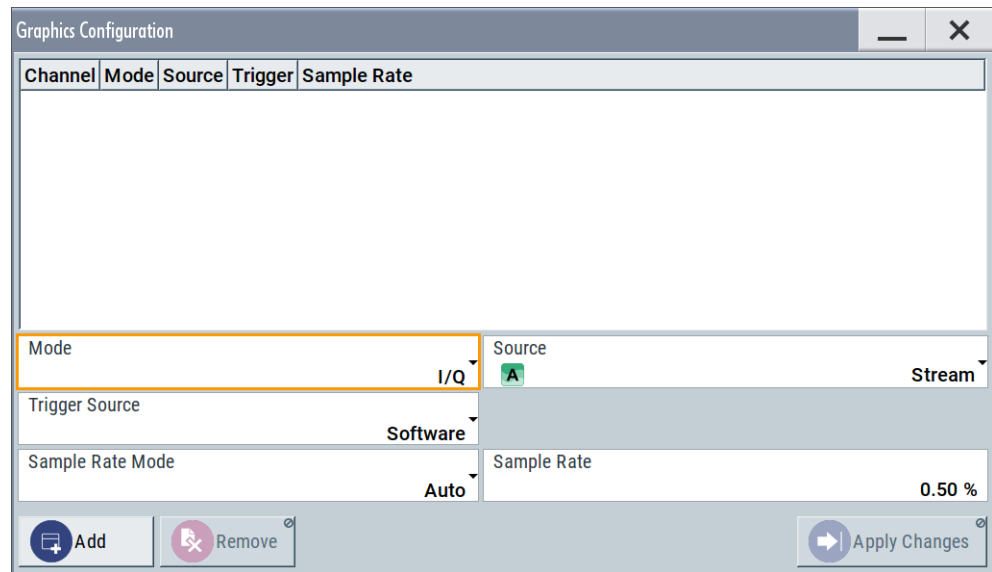 Graphics Configuration
Channel Mode Source Trigger Sample Rate
Mode
I/Q
Source
A Stream
Trigger Source
Software
Sample Rate Mode
Auto
Sample Rate
0.50 %
Add Remove Apply Changes